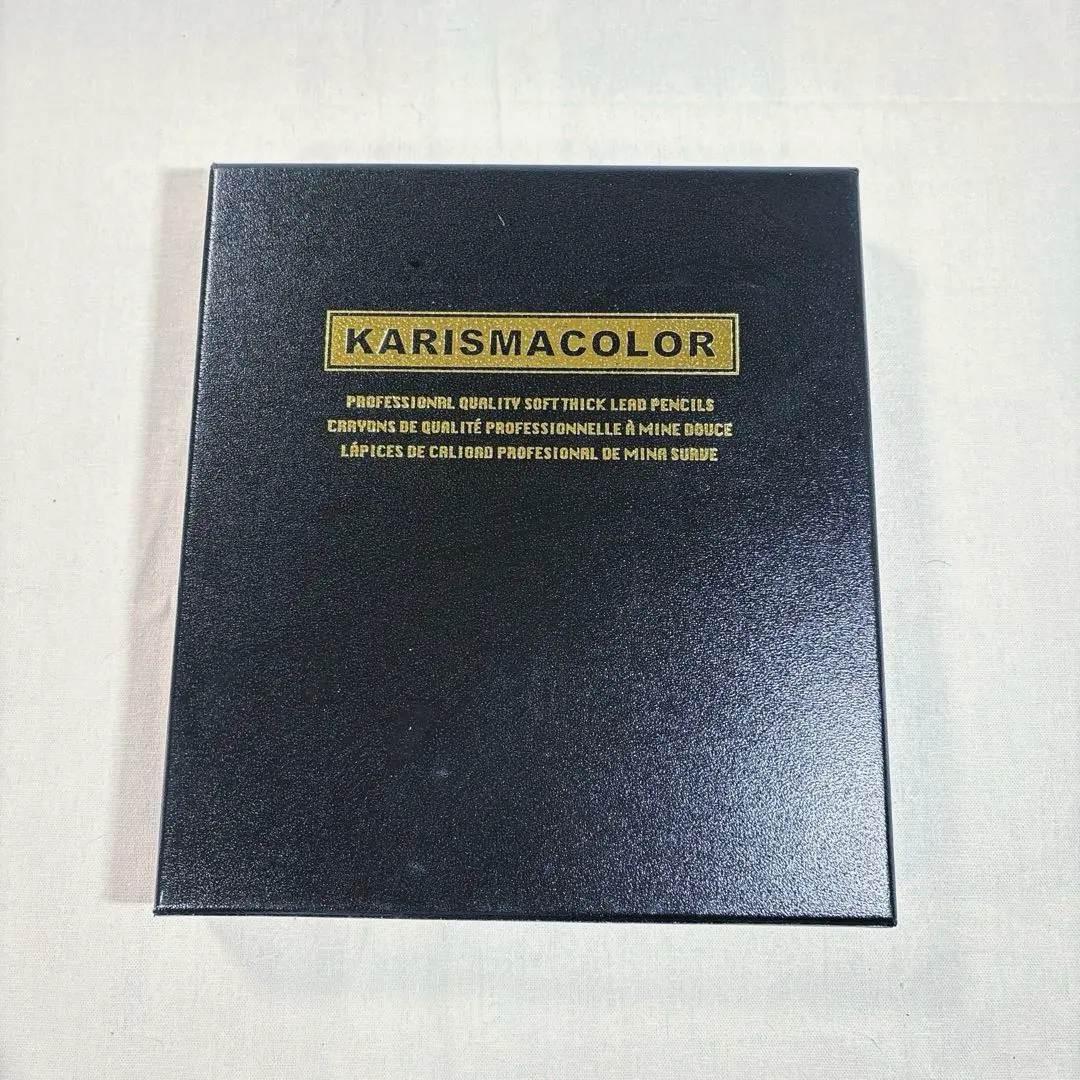 KARISMACOLOR
PROFESSIONAL QUALITY SOFT THICK LEAD PENCILS
CRAYONS DE QUALITÉ PROFESSIONNELLE À MINE DOUCE
LÁPICES DE CALIOAD PROFESIONAL DE MINA SUAVE